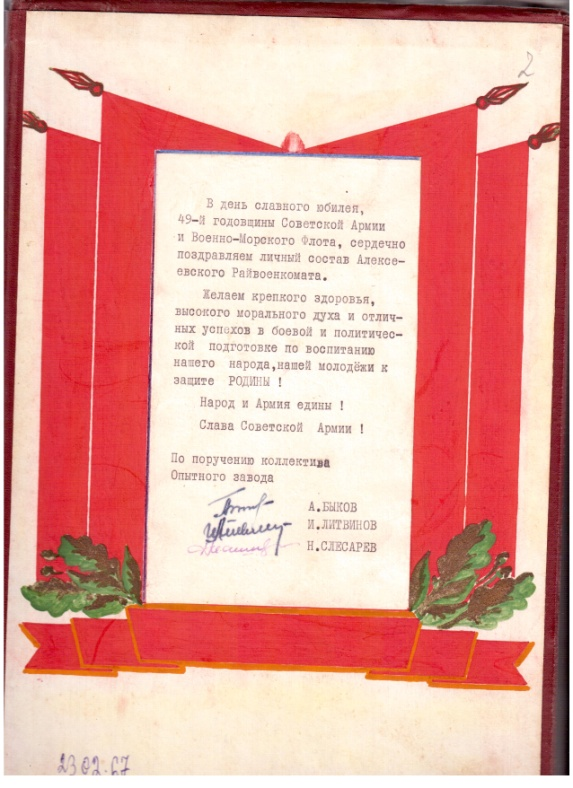 2
В день славного юбилея,
49-й годовщины Советской Армии
и Военно-Морского Флота, сердечно
поздравляем личный состав Алексе-
евского Райвоенкомата.
Желаем крепкого здоровья,
высокого морального духа и отлич-
ных успехов в боевой и политичес-
кой подготовке по воспитанию
нашего народа,нашей молодёжи к
защите РОДИНЫ !
Народ и Армия едины !
Слава Советской Армии !
По поручению коллектива
Опытного завода
А.БЫКОВ
И.ЛИТВИНОВ
Н.СЛЕСАРЕВ
23 02.67